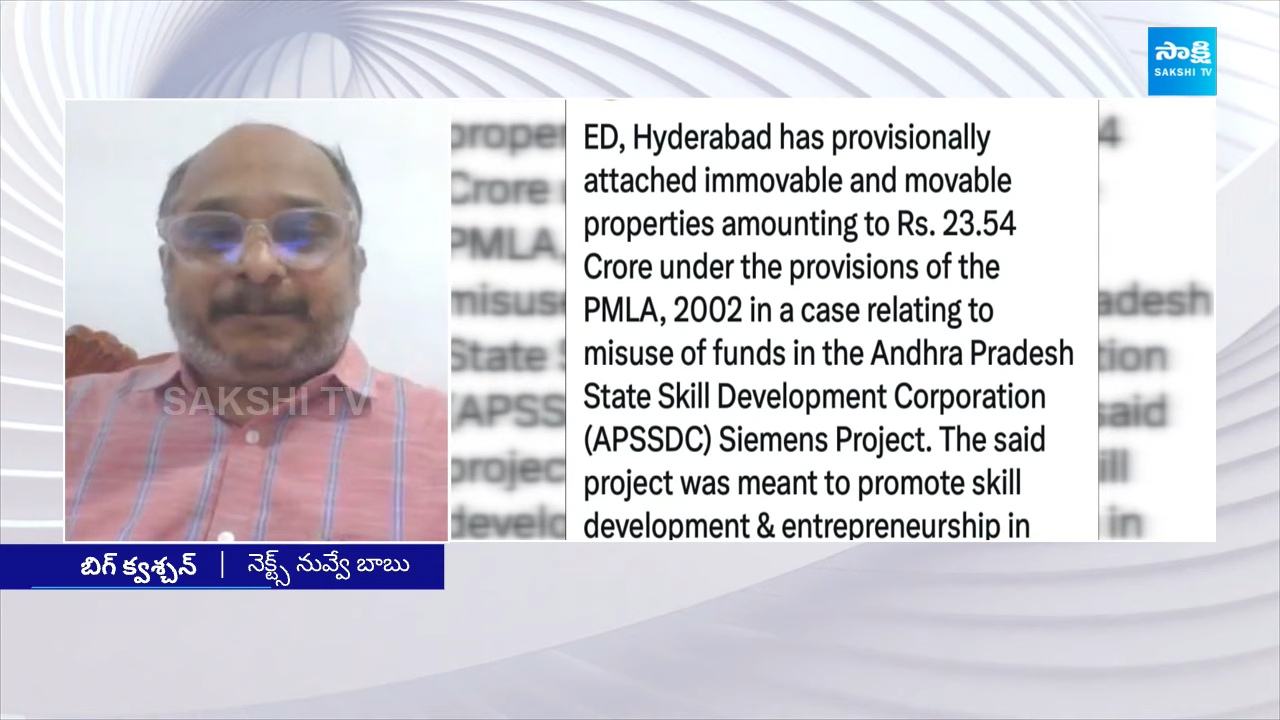 సాక్షి
SAKSHI TV
ED, Hyderabad has provisionally
attached immovable and movable
properties amounting to Rs. 23.54
Crore under the provisions of the
PMLA, 2002 in a case relating to
misuse of funds in the Andhra Pradesh
State Skill Development Corporation
(APSSDC) Siemens Project. The said
project was meant to promote skill
development & entrepreneurship in
SAKSHI TV
బిగ్ క్వశ్చన్ | నెక్ట్స్ నువ్వే బాబు